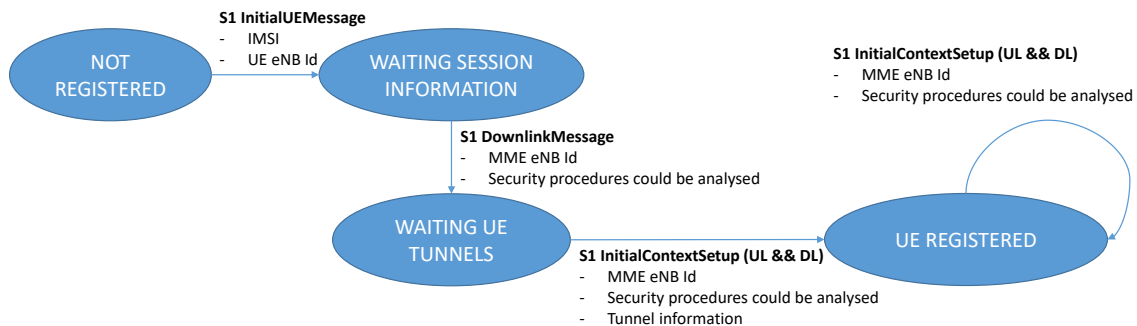 S1 InitialUEMessage
- IMSI
- UE eNB Id
NOT
REGISTERED
WAITING SESSION
INFORMATION
S1 InitialContextSetup (UL && DL)
- MME eNB Id
- Security procedures could be analysed
S1 DownlinkMessage
- MME eNB Id
- Security procedures could be analysed
WAITING UE
TUNNELS
UE REGISTERED
S1 InitialContextSetup (UL && DL)
- MME eNB Id
- Security procedures could be analysed
- Tunnel information